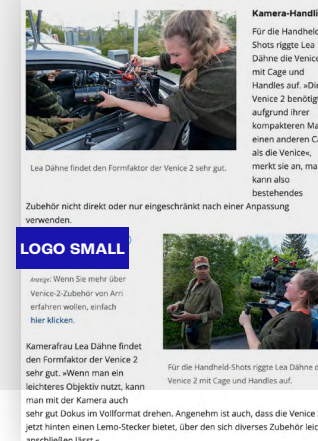 Kamera-Handli
Für die Handheld
Shots riggte Lea
Dähne die Venice
mit Cage und
Handles auf. »Die
Venice 2 benötig
aufgrund ihrer
kompakteren Ma
einen anderen Ca
als die Venice«,
merkt sie an, ma
kann also
bestehendes
Lea Dähne findet den Formfaktor der Venice 2 sehr gut.
Zubehör nicht direkt oder nur eingeschränkt nach einer Anpassung
verwenden.
LOGO SMALL
Anzeige: Wenn Sie mehr über
Venice-2-Zubehör von Arri
erfahren wollen, einfach
hier klicken.
Kamerafrau Lea Dähne findet
den Formfaktor der Venice 2
sehr gut. »Wenn man ein
leichteres Objektiv nutzt, kann
man mit der Kamera auch
Für die Handheld-Shots riggte Lea Dähne d
Venice 2 mit Cage und Handles auf.
sehr gut Dokus im Vollformat drehen. Angenehm ist auch, dass die Venice
jetzt hinten einen Lemo-Stecker bietet, über den sich diverses Zubehör leic
anschließen lässt.«